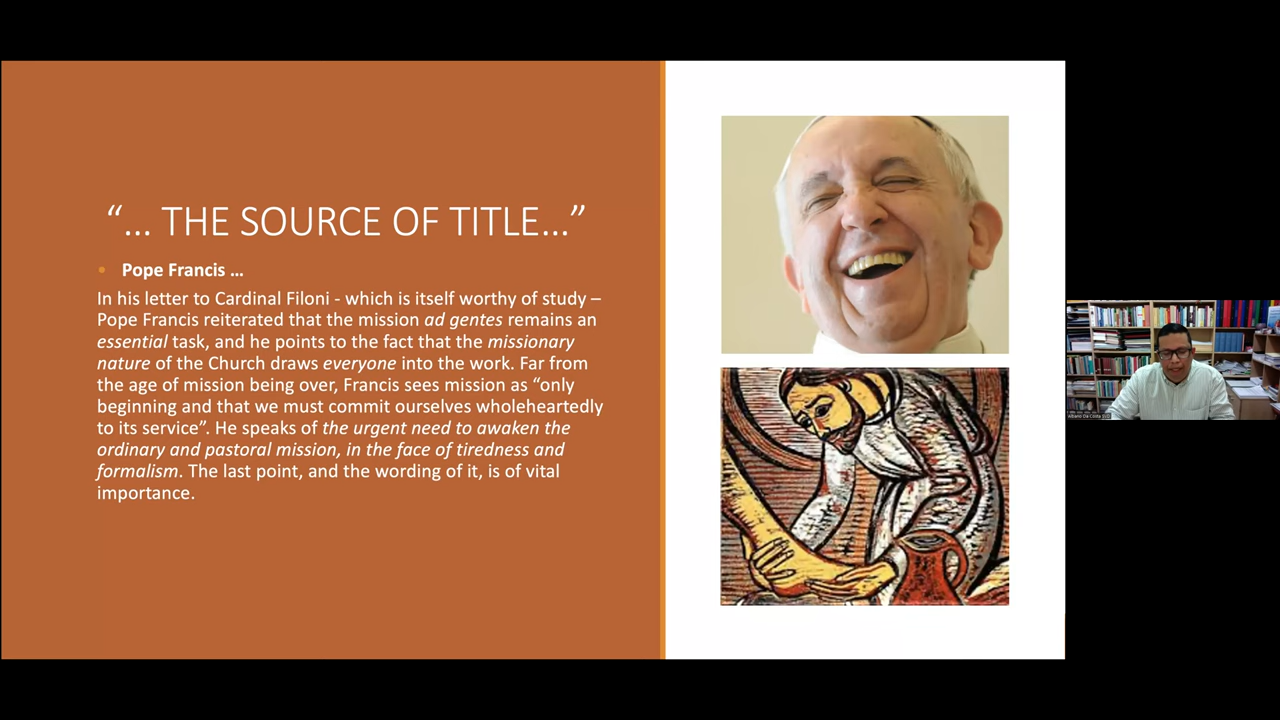 “... THE SOURCE OF TITLE...”
• Pope Francis ...
In his letter to Cardinal Filoni - which is itself worthy of study –
Pope Francis reiterated that the mission ad gentes remains an
essential task, and he points to the fact that the missionary
nature of the Church draws everyone into the work. Far from
the age of mission being over, Francis sees mission as “only
beginning and that we must commit ourselves wholeheartedly
to its service”. He speaks of the urgent need to awaken the
ordinary and pastoral mission, in the face of tiredness and
formalism. The last point, and the wording of it, is of vital
importance.